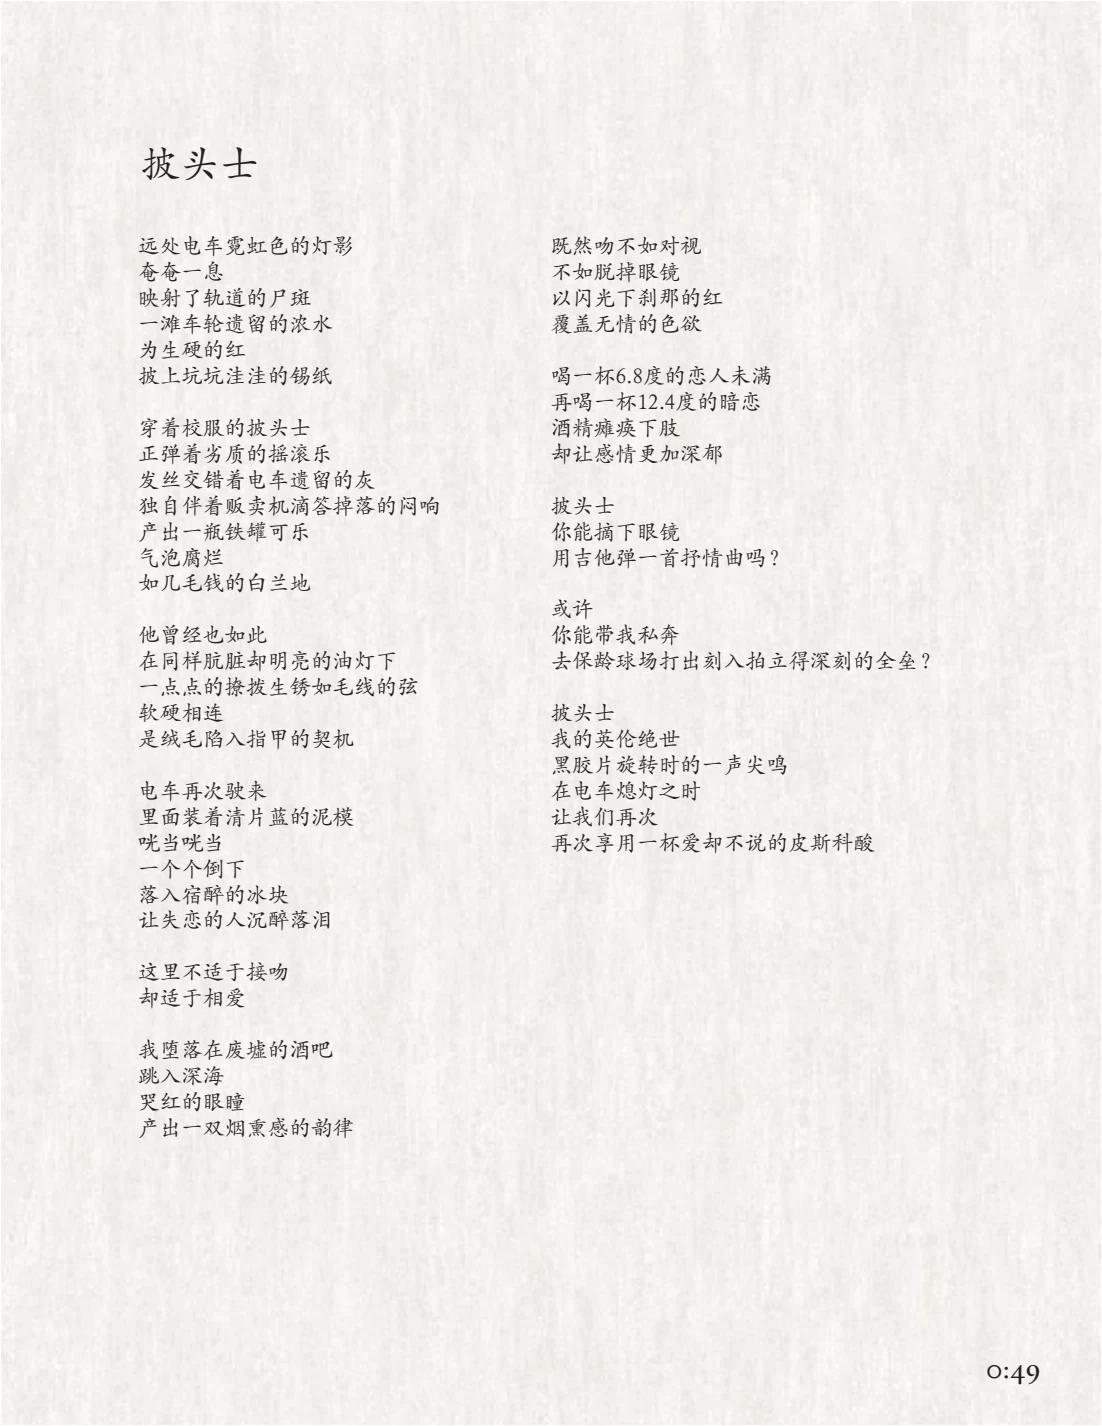 披头士
远处电车霓虹色的灯影
奄奄一息
映射了轨道的尸斑
一滩车轮遗留的浓水
为生硬的红
披上坑坑洼洼的锡纸
穿着校服的披头士
正弹着劣质的摇滚乐
发丝交错着电车遗留的灰
独自伴着贩卖机滴答掉落的闷响
产出一瓶铁罐可乐
气泡腐烂
如几毛钱的白兰地
他曾经也如此
在同样肮脏却明亮的油灯下
一点点的撩拨生锈如毛线的弦
软硬相连
是绒毛陷入指甲的契机
电车再次驶来
里面装着清片蓝的泥模
咣当咣当
一个个倒下
落入宿醉的冰块
让失恋的人沉醉落泪
这里不适于接吻
却适于相爱
我堕落在废墟的酒吧
跳入深海
哭红的眼瞳
产出一双烟熏感的韵律
既然吻不如对视
不如脱掉眼镜
以闪光下刹那的红
覆盖无情的色欲
喝一杯6.8度的恋人未满
再喝一杯12.4度的暗恋
酒精瘫痪下肢
却让感情更加深郁
披头士
你能摘下眼镜
用吉他弹一首抒情曲吗？
或许
你能带我私奔
去保龄球场打出刻入拍立得深刻的全垒？
披头士
我的英伦绝世
黑胶片旋转时的一声尖鸣
在电车熄灯之时
让我们再次
再次享用一杯爱却不说的皮斯科酸
0:49